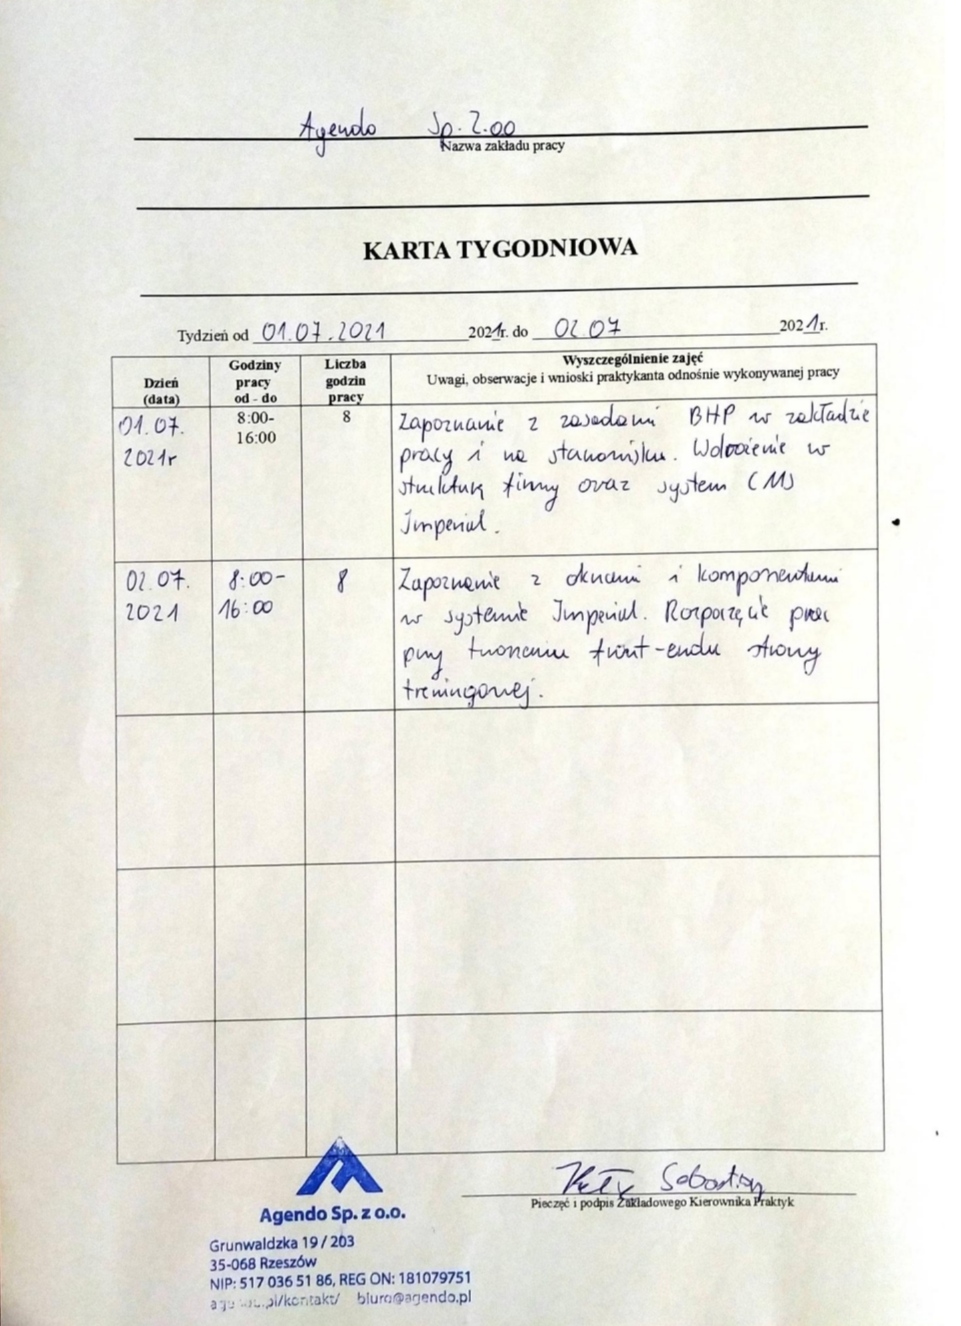 Agendo Sp. z.oo
Nazwa zakładu pracy
KARTA TYGODNIOWA
Tydzień od 01.07.2021 2021r. do 02.07 2021r.
Dzień (data)
Godziny pracy od - do
Liczba godzin pracy
Wyszczególnienie zajęć
Uwagi, obserwacje i wnioski praktykanta odnośnie wykonywanej pracy
01.07. 2021r
8:00-16:00
8
Zapoznanie z zasadami BHP w zakładzie
pracy i na stanowisku. Wdrożenie w
strukturę firmy oraz system CMS
Imperial.
02.07. 2021
8:00-16:00
8
Zapoznanie z oknami i komponentami
w systemie Imperial. Rozpoczęcie prac
przy tworzeniu front-endu strony
treningowej.
Sebastian
Pieczęć i podpis Zakładowego Kierownika Praktyk
Agendo Sp. z o.o.
Grunwaldzka 19 / 203
35-068 Rzeszów
NIP: 517 036 51 86, REGON: 181079751
.pl/kontakt/ biuro@agendo.pl